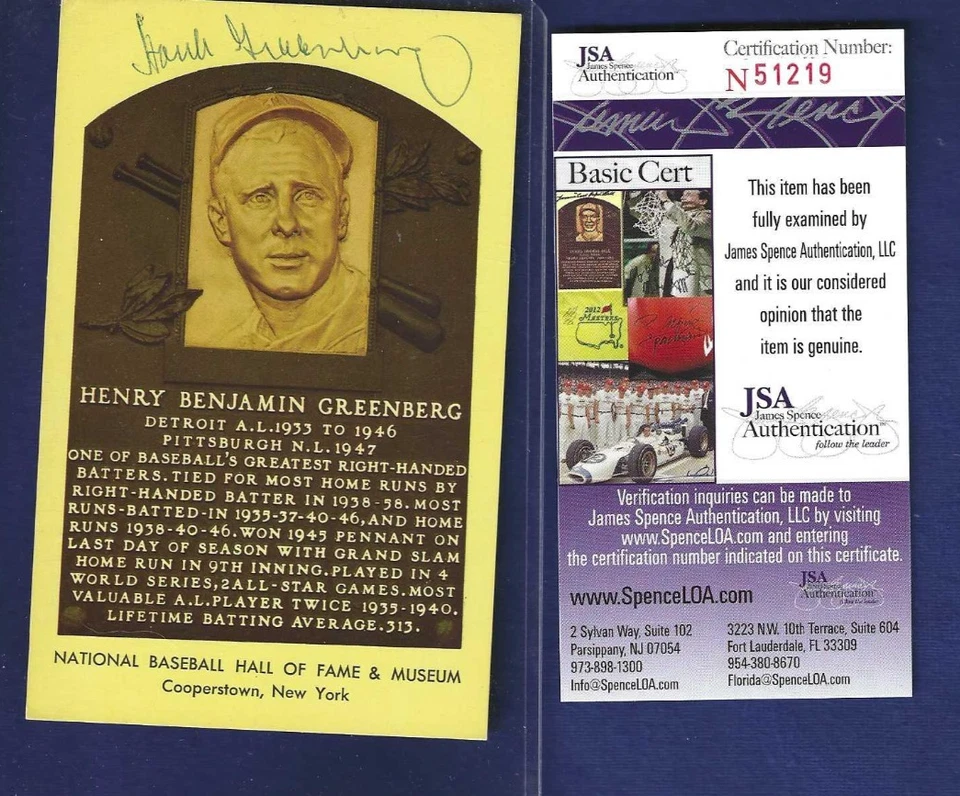 Hank Greenberg
HENRY BENJAMIN GREENBERG
DETROIT A.L.1933 TO 1946
PITTSBURGH N.L.1947
ONE OF BASEBALL'S GREATEST RIGHT-HANDED
BATTERS.TIED FOR MOST HOME RUNS BY
RIGHT-HANDED BATTER IN 1938-58.MOST
RUNS-BATTED-IN 1935-37-40-46,AND HOME
RUNS 1938-40-46.WON 1945 PENNANT ON
LAST DAY OF SEASON WITH GRAND SLAM
HOME RUN IN 9TH INNING.PLAYED IN 4
WORLD SERIES,2ALL-STAR GAMES.MOST
VALUABLE A.L.PLAYER TWICE 1935-1940.
LIFETIME BATTING AVERAGE.313.
NATIONAL BASEBALL HALL OF FAME & MUSEUM
Cooperstown, New York
JSA
James Spence
Authentication™
Certification Number:
N51219
James Spence
Basic Cert
2012
MASTERS
This item has been
fully examined by
James Spence Authentication, LLC
and it is our considered
opinion that the
item is genuine.
JSA
James Spence
Authentication™
follow the leader
Verification inquiries can be made to
James Spence Authentication, LLC by visiting
www.SpenceLOA.com and entering
the certification number indicated on this certificate.
www.SpenceLOA.com
JSA
Authentication
2 Sylvan Way, Suite 102
Parsippany, NJ 07054
973-898-1300
Info@SpenceLOA.com
3223 N.W. 10th Terrace, Suite 604
Fort Lauderdale, FL 33309
954-380-8670
Florida@SpenceLOA.com